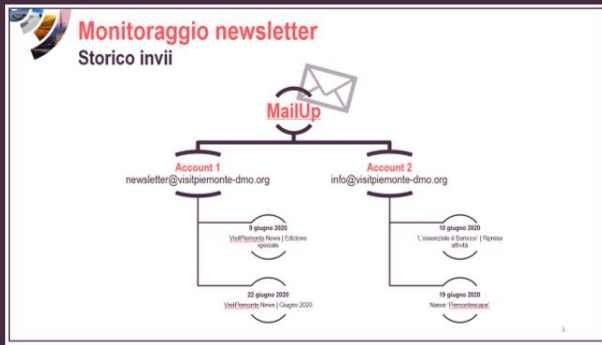 Monitoraggio newsletter
Storico invii
MailUp
Account 1
newsletter@visitpiemonte-dmo.org
Account 2
info@visitpiemonte-dmo.org
9 giugno 2020
VisitPiemonte News | Edizione
speciale
10 giugno 2020
'L'essenziale è Barocco' | Ripresa
attività
22 giugno 2020
VisitPiemonte News | Giugno 2020
19 giugno 2020
'Piemontescape'
3